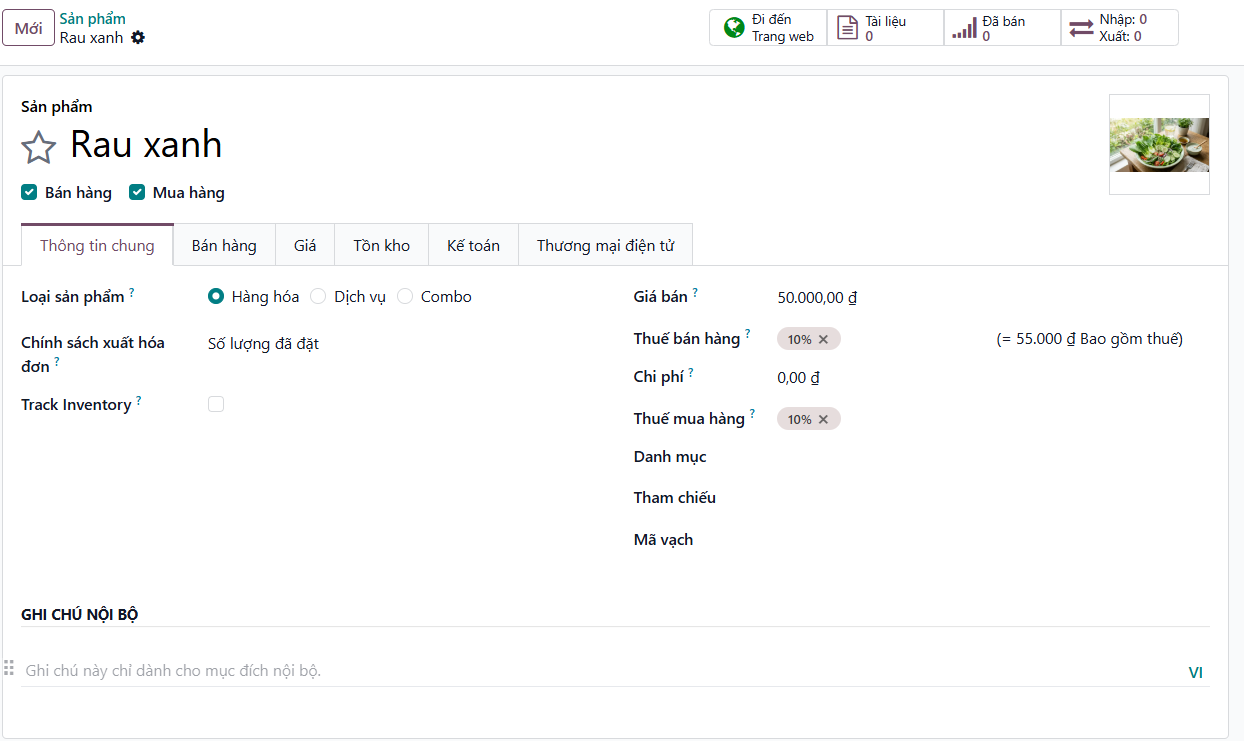 Mới
Sản phẩm
Rau xanh
Đi đến
Trang web
Tài liệu
0
Đã bán
0
Nhập: 0
Xuất: 0
Sản phẩm
Rau xanh
Bán hàng Mua hàng
Thông tin chung Bán hàng Giá Tồn kho Kế toán Thương mại điện tử
Loại sản phẩm ? Hàng hóa Dịch vụ Combo
Chính sách xuất hóa
đơn ?
Số lượng đã đặt
Track Inventory ?
Giá bán ? 50.000,00 ₫
Thuế bán hàng ? 10% (= 55.000 ₫ Bao gồm thuế)
Chi phí ? 0,00 ₫
Thuế mua hàng ? 10%
Danh mục
Tham chiếu
Mã vạch
GHI CHÚ NỘI BỘ
Ghi chú này chỉ dành cho mục đích nội bộ.
VI